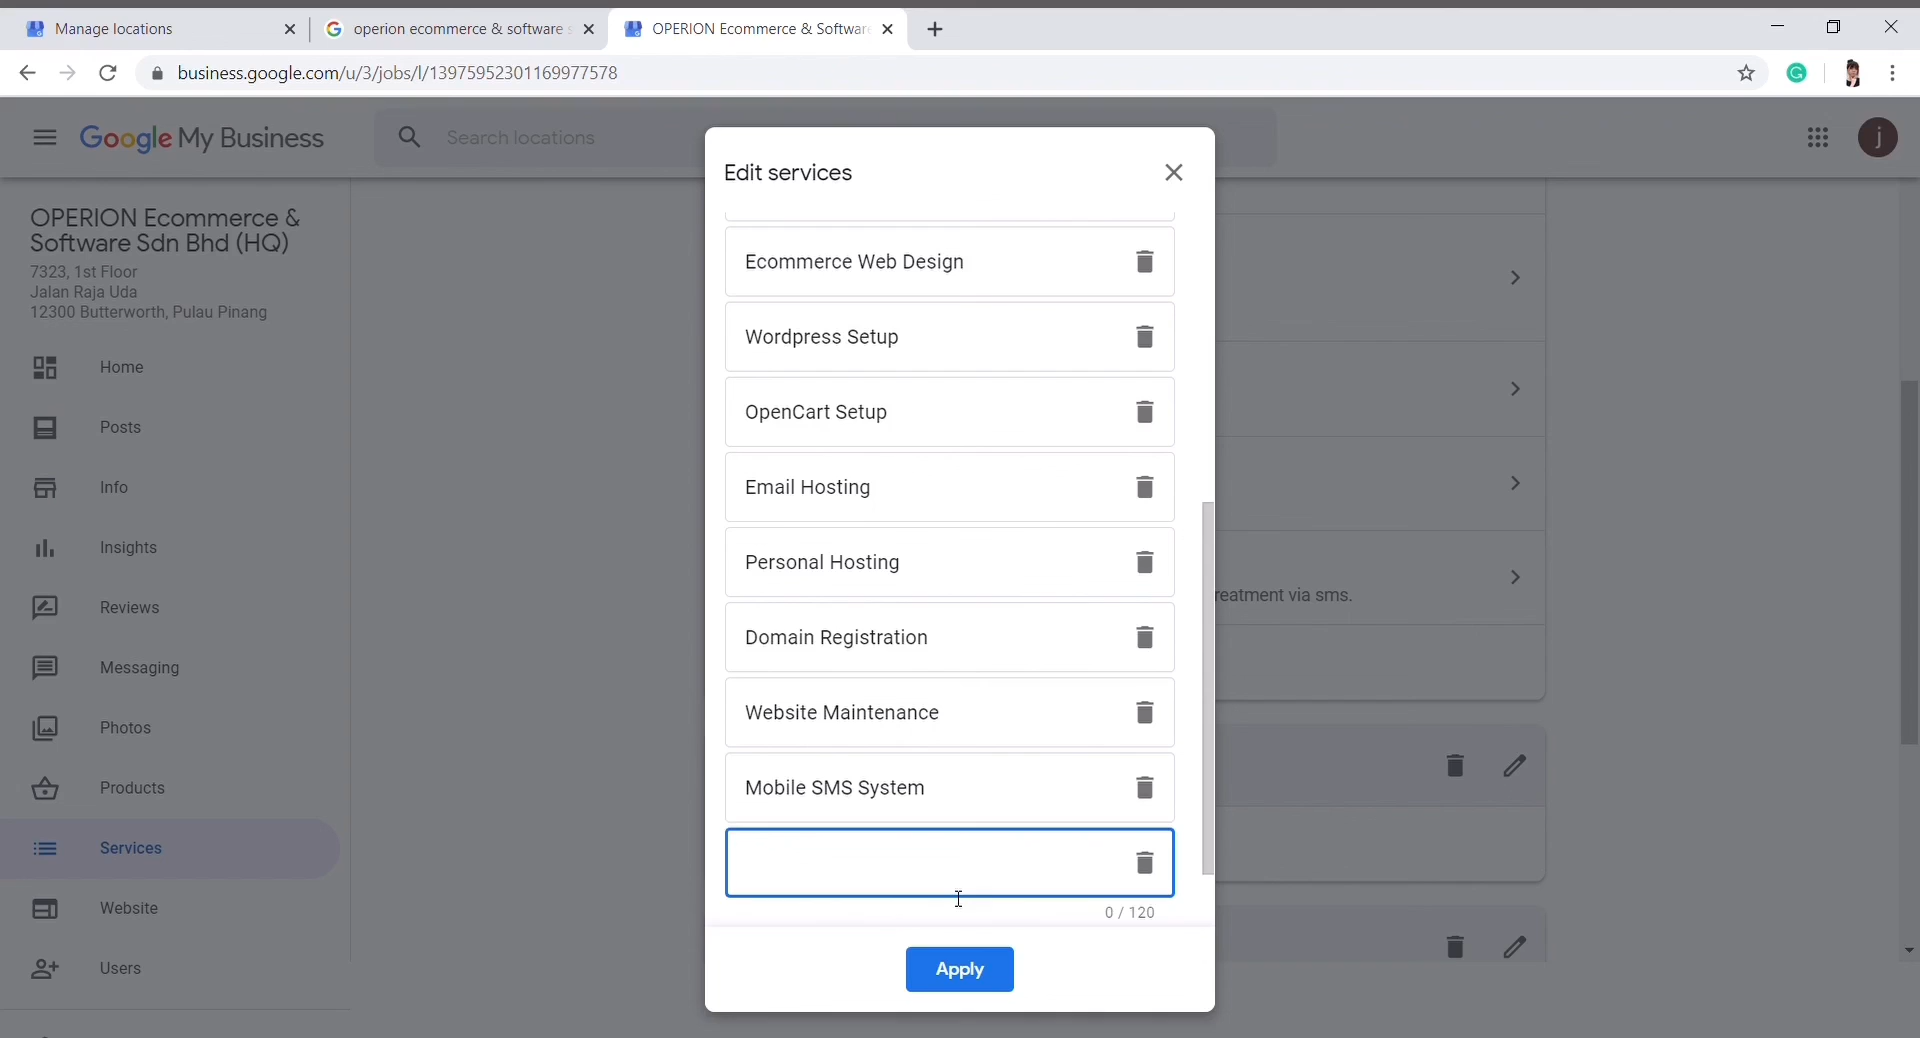 Manage locations
operion ecommerce & software s
OPERION Ecommerce & Softwar
business.google.com/u/3/jobs/l/13975952301169977578
Google My Business
Search locations
j
OPERION Ecommerce &
Software Sdn Bhd (HQ)
7323, 1st Floor
Jalan Raja Uda
12300 Butterworth, Pulau Pinang
Home
Posts
Info
Insights
Reviews
Messaging
Photos
Products
Services
Website
Users
Edit services
Ecommerce Web Design
Wordpress Setup
OpenCart Setup
Email Hosting
Personal Hosting
Domain Registration
Website Maintenance
Mobile SMS System
0 / 120
Apply
reatment via sms.